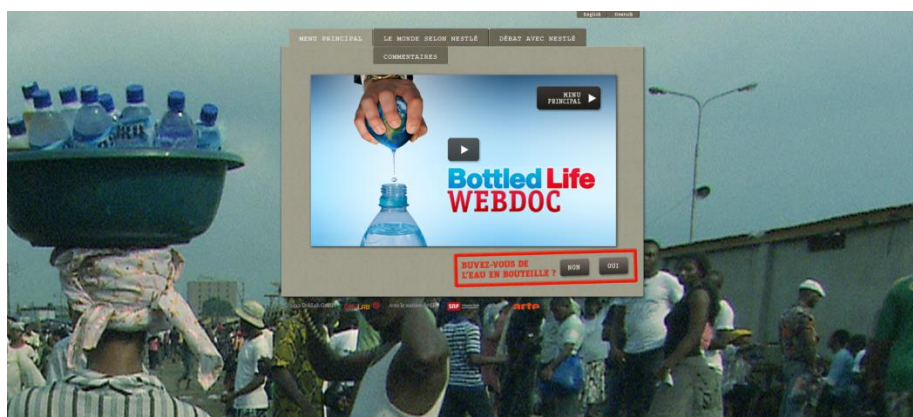 English Deutsch
MENU PRINCIPAL LE MONDE SELON NESTLÉ DÉBAT AVEC NESTLÉ
COMMENTAIRES
MENU
PRINCIPAL
Bottled Life
WEBDOC
BUVEZ-VOUS DE
L'EAU EN BOUTEILLE ? NON OUI
SRF arte